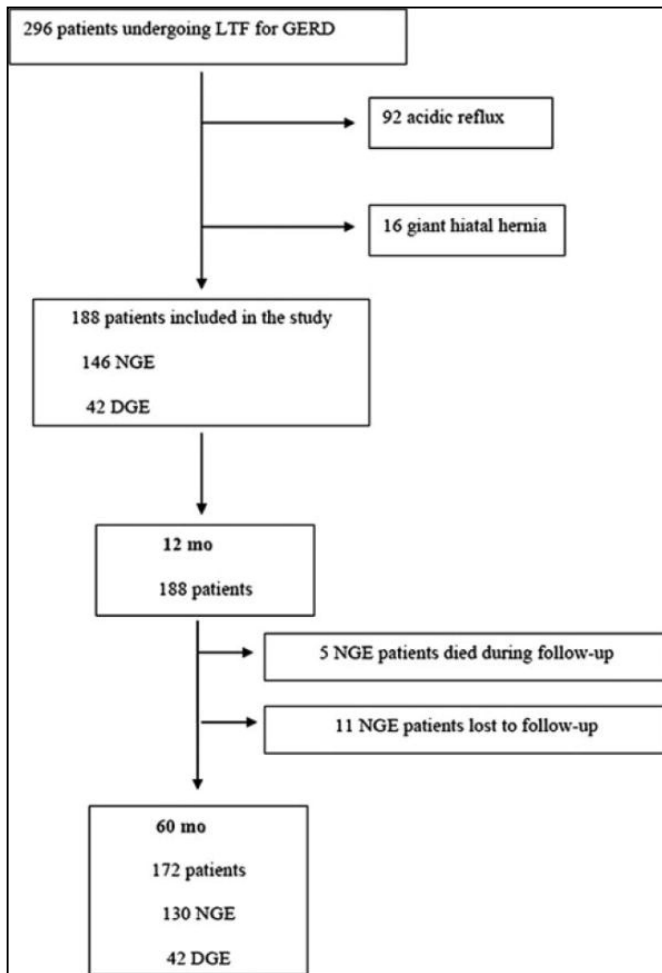 296 patients undergoing LTF for GERD
92 acidic reflux
16 giant hiatal hernia
188 patients included in the study
146 NGE
42 DGE
12 mo
188 patients
5 NGE patients died during follow-up
11 NGE patients lost to follow-up
60 mo
172 patients
130 NGE
42 DGE